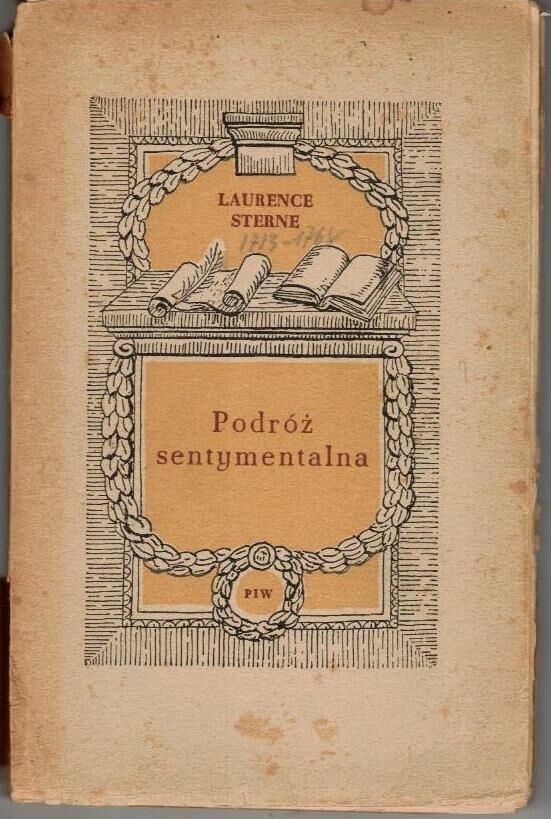 LAURENCE
STERNE
1713-1768
Podróż
sentymentalna
PIW